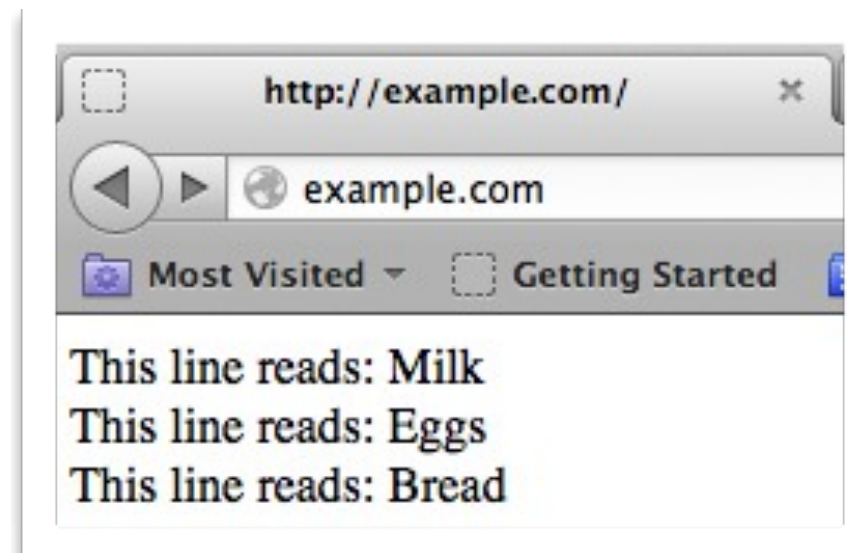 http://example.com/
example.com
Most Visited Getting Started
This line reads: Milk
This line reads: Eggs
This line reads: Bread